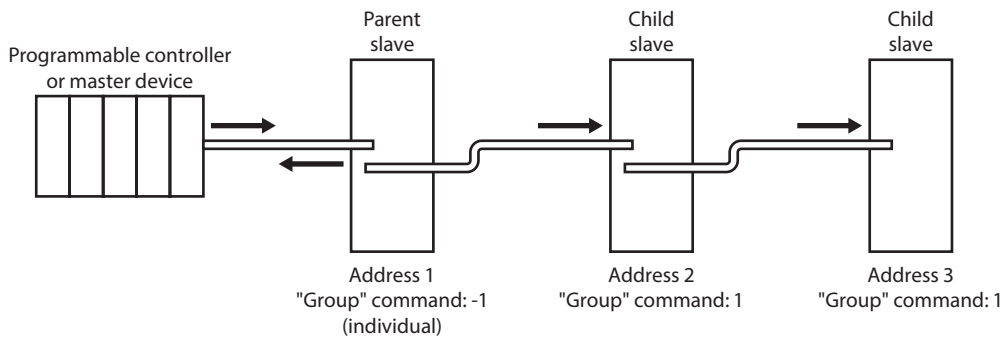 Programmable controller
or master device
Parent
slave
Child
slave
Child
slave
Address 1
"Group" command: -1
(individual)
Address 2
"Group" command: 1
Address 3
"Group" command: 1